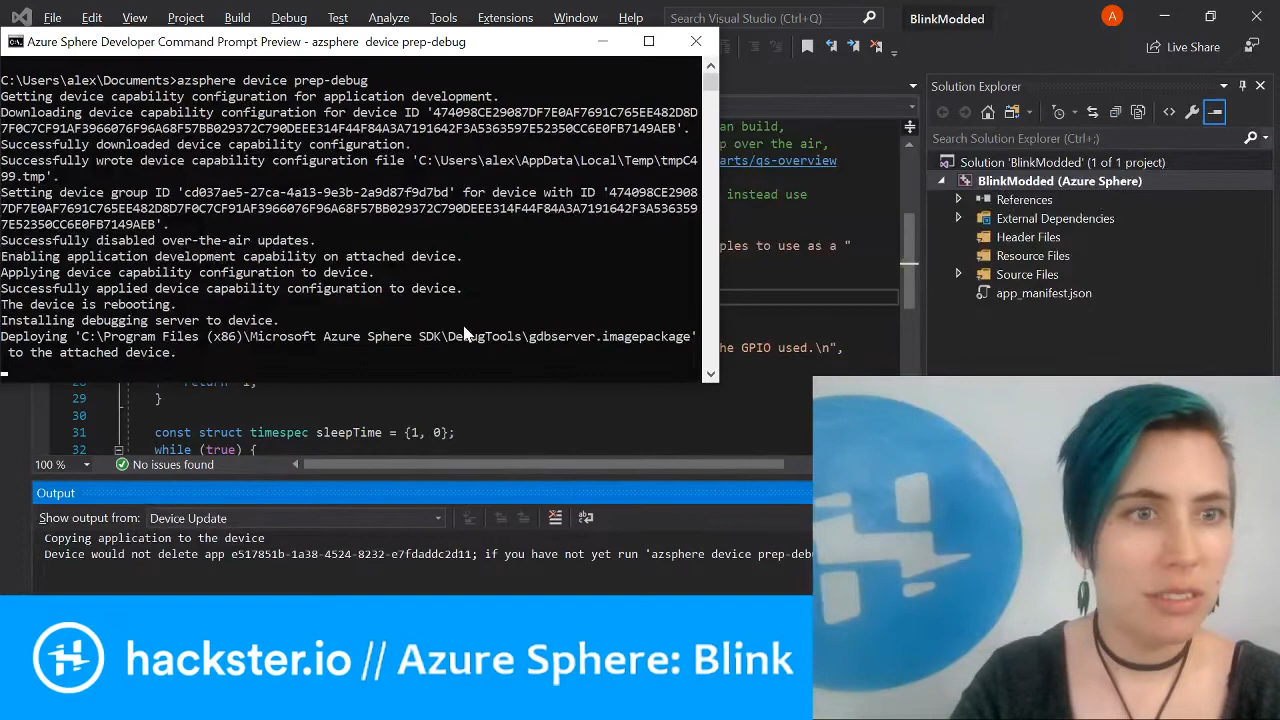 File Edit View Project Build Debug Test Analyze Tools Extensions Window Help Search Visual Studio (Ctrl+Q) BlinkModded A
Azure Sphere Developer Command Prompt Preview - azsphere  device prep-debug
Live Share
C:\Users\alex\Documents>azsphere device prep-debug
Getting device capability configuration for application development.
Downloading device capability configuration for device ID '474098CE29087DF7E0AF7691C765EE482D8D
7F0C7CF91AF3966076F96A68F57BB029372C790DEEE314F44F84A3A7191642F3A5363597E52350CC6E0FB7149AEB'.
Successfully downloaded device capability configuration.
Successfully wrote device capability configuration file 'C:\Users\alex\AppData\Local\Temp\tmpC4
99.tmp'.
Setting device group ID 'cd037ae5-27ca-4a13-9e3b-2a9d87f9d7bd' for device with ID '474098CE2908
7DF7E0AF7691C765EE482D8D7F0C7CF91AF3966076F96A68F57BB029372C790DEEE314F44F84A3A7191642F3A536359
7E52350CC6E0FB7149AEB'.
Successfully disabled over-the-air updates.
Enabling application development capability on attached device.
Applying device capability configuration to device.
Successfully applied device capability configuration to device.
The device is rebooting.
Installing debugging server to device.
Deploying 'C:\Program Files (x86)\Microsoft Azure Sphere SDK\DebugTools\gdbserver.imagepackage'
to the attached device.
an build,
p over the air,
arts/qs-overview
instead use
ples to use as a "
the GPIO used.\n",
29 }
30
31 const struct timespec sleepTime = {1, 0};
32 while (true) {
100 % No issues found
Solution Explorer
Search Solution Explorer (Ctrl+;)
Solution 'BlinkModded' (1 of 1 project)
BlinkModded (Azure Sphere)
References
External Dependencies
Header Files
Resource Files
Source Files
app_manifest.json
Output
Show output from: Device Update
Copying application to the device
Device would not delete app e517851b-1a38-4524-8232-e7fdaddc2d11; if you have not yet run 'azsphere device prep-debu
hackster.io // Azure Sphere: Blink